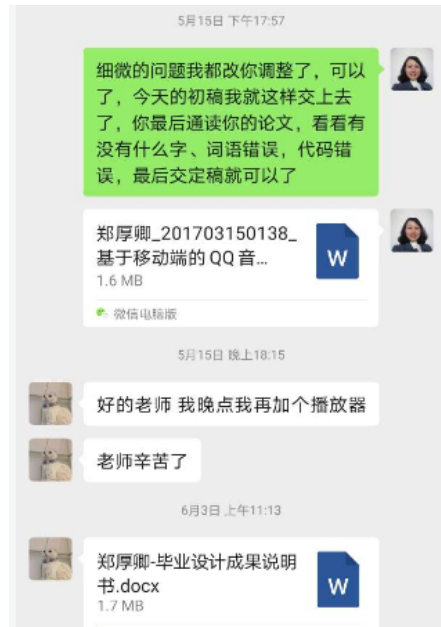 5月15日 下午17:57
细微的问题我都改你调整了，可以
了，今天的初稿我就这样交上去
了，你最后通读你的论文，看看有
没有什么字、词语错误，代码错
误，最后交定稿就可以了
郑厚卿_201703150138_
基于移动端的QQ音...
W
1.6 MB
微信电脑版
5月15日 晚上18:15
好的老师 我晚点我再加个播放器
老师辛苦了
6月3日 上午11:13
郑厚卿-毕业设计成果说明
书.docx
W
1.7 MB